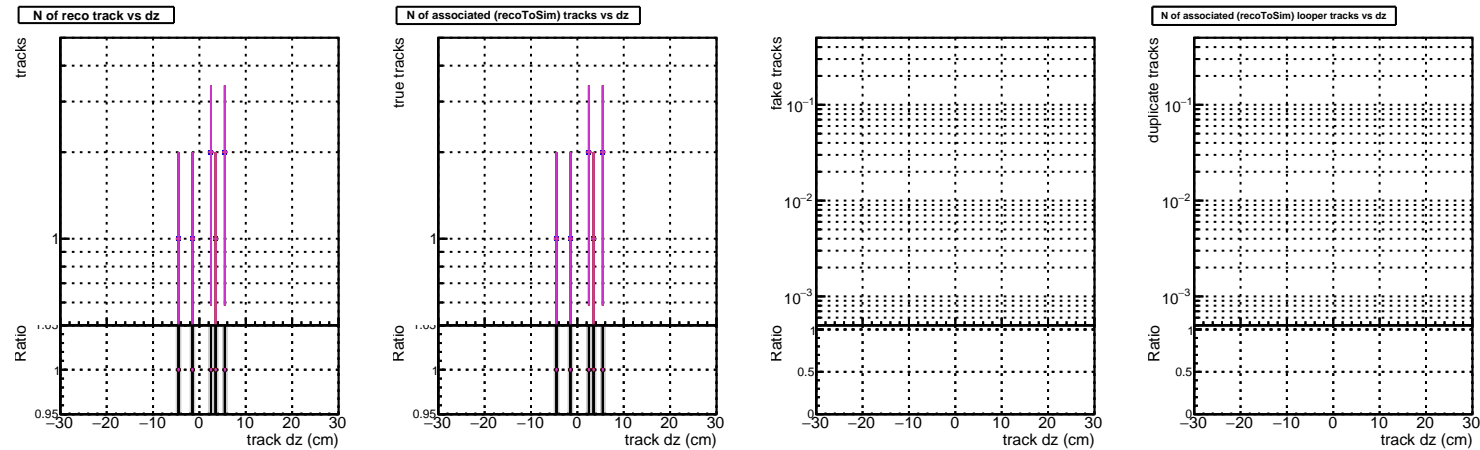 N of reco track vs dz
tracks
1
Ratio
1
0.95
−30 −20 −10 0 10 20 30
track dz (cm)
N of associated (recoToSim) tracks vs dz
true tracks
1
Ratio
1
0.95
−30 −20 −10 0 10 20 30
track dz (cm)
fake tracks
10−1
10−2
10−3
Ratio
1
0.5
0
−30 −20 −10 0 10 20 30
track dz (cm)
N of associated (recoToSim) looper tracks vs dz
duplicate tracks
10−1
10−2
10−3
Ratio
1
0.5
0
−30 −20 −10 0 10 20 30
track dz (cm)